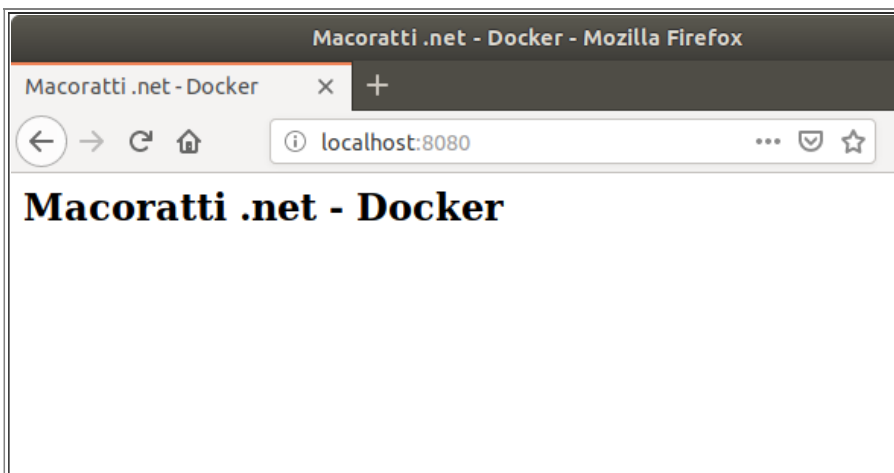 Macoratti .net - Docker - Mozilla Firefox
Macoratti .net - Docker
localhost:8080
Macoratti .net - Docker